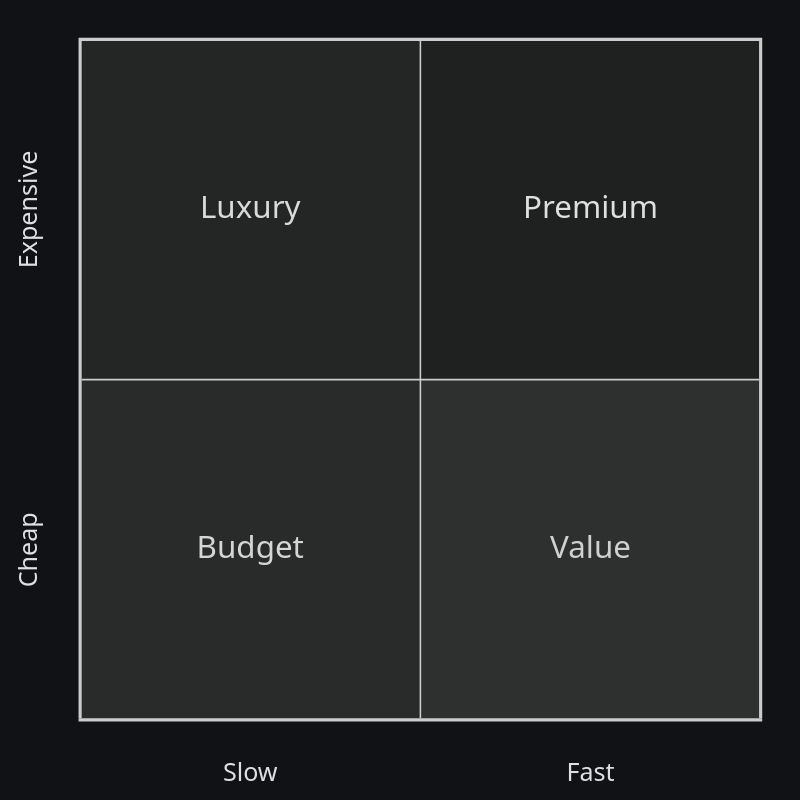 Expensive
Luxury
Premium
Cheap
Budget
Value
Slow
Fast